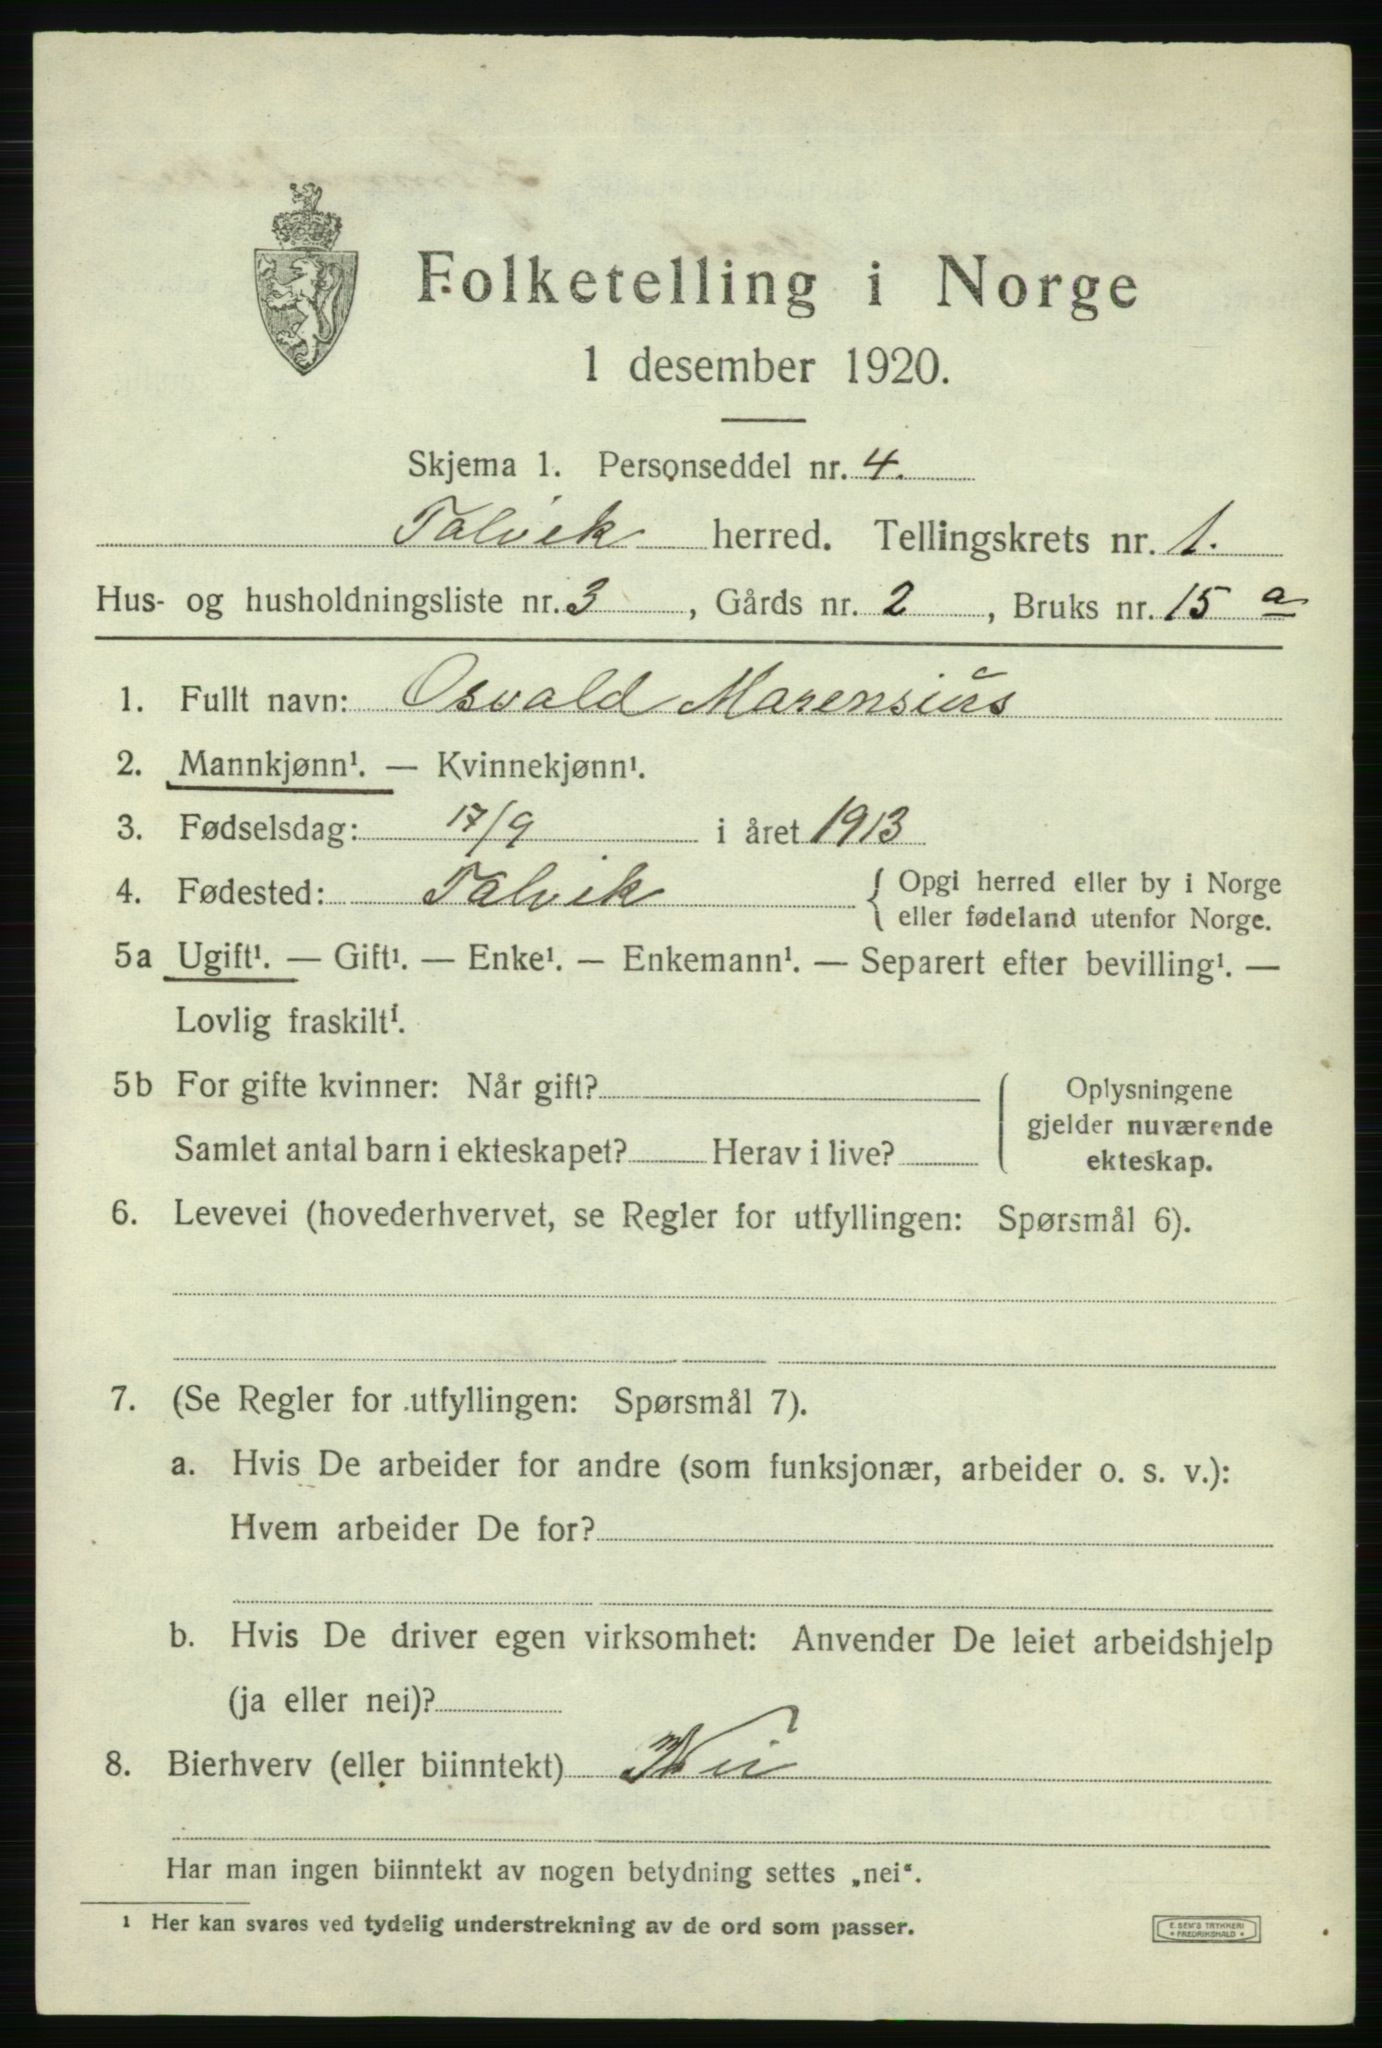 Folketelling i Norge
1 desember 1920.
Skjema 1. Personseddel nr. 4.
Talvik herred. Tellingskrets nr. 1.
Hus- og husholdningsliste nr. 3, Gårds nr. 2, Bruks nr. 15 a
1. Fullt navn: Osvald Marensius
2. Mannkjønn¹. — Kvinnekjønn¹.
3. Fødselsdag: 17/9 i året 1913
4. Fødested: Talvik { Opgi herred eller by i Norge
eller fødeland utenfor Norge.
5a Ugift¹. — Gift¹. — Enke¹. — Enkemann¹. — Separert efter bevilling¹. —
Lovlig fraskilt¹.
5b For gifte kvinner: Når gift?
Samlet antal barn i ekteskapet? Herav i live?
Oplysningene
gjelder nuværende
ekteskap.
6. Levevei (hovederhvervet, se Regler for utfyllingen: Spørsmål 6).
7. (Se Regler for utfyllingen: Spørsmål 7).
a. Hvis De arbeider for andre (som funksjonær, arbeider o. s. v.):
Hvem arbeider De for?
b. Hvis De driver egen virksomhet: Anvender De leiet arbeidshjelp
(ja eller nei)?
8. Bierhverv (eller biinntekt) Nei
Har man ingen biinntekt av nogen betydning settes „nei“.
¹ Her kan svares ved tydelig understrekning av de ord som passer.
E. SEM'S TRYKKERI
* FREDRIKSHALD *